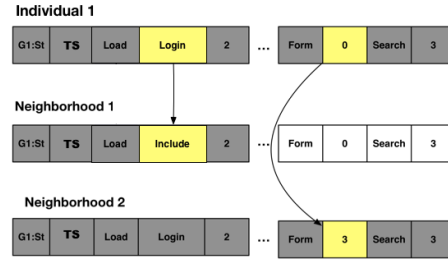 Individual 1
G1:St TS Load Login 2 ... Form 0 Search 3
Neighborhood 1
G1:St TS Load Include 2 ... Form 0 Search 3
Neighborhood 2
G1:St TS Load Login 2 ... Form 3 Search 3